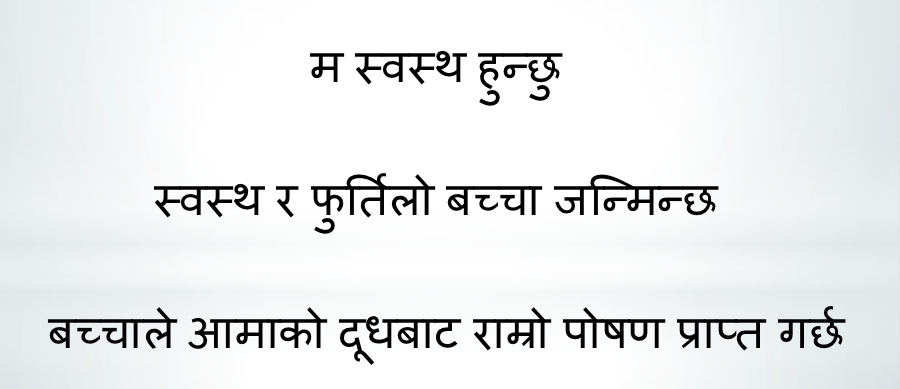 म स्वस्थ हुन्छु
स्वस्थ र फुर्तिलो बच्चा जन्मिन्छ
बच्चाले आमाको दूधबाट राम्रो पोषण प्राप्त गर्छ